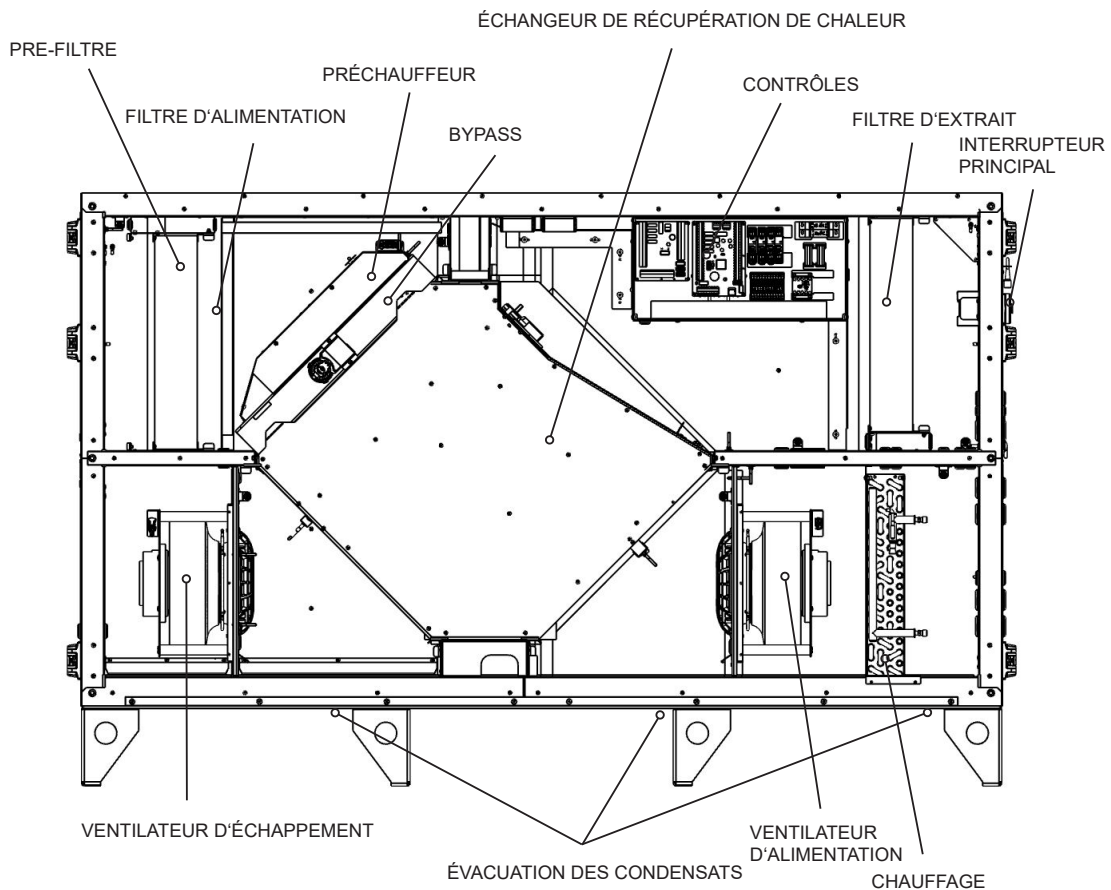 ÉCHANGEUR DE RÉCUPÉRATION DE CHALEUR
PRE-FILTRE
PRÉCHAUFFEUR
CONTRÔLES
FILTRE D‘ALIMENTATION
FILTRE D‘EXTRAIT
BYPASS
INTERRUPTEUR
PRINCIPAL
VENTILATEUR D‘ÉCHAPPEMENT
VENTILATEUR
D‘ALIMENTATION
ÉVACUATION DES CONDENSATS
CHAUFFAGE